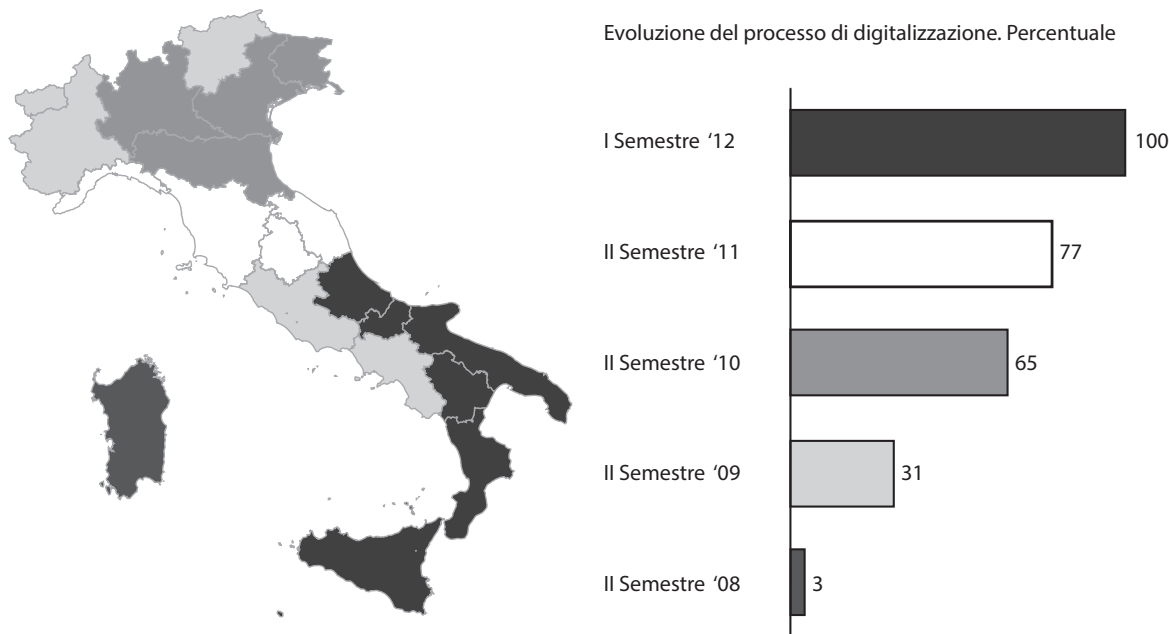 Evoluzione del processo di digitalizzazione. Percentuale
I Semestre ‘12 100
II Semestre ‘11 77
II Semestre ‘10 65
II Semestre ‘09 31
II Semestre ‘08 3